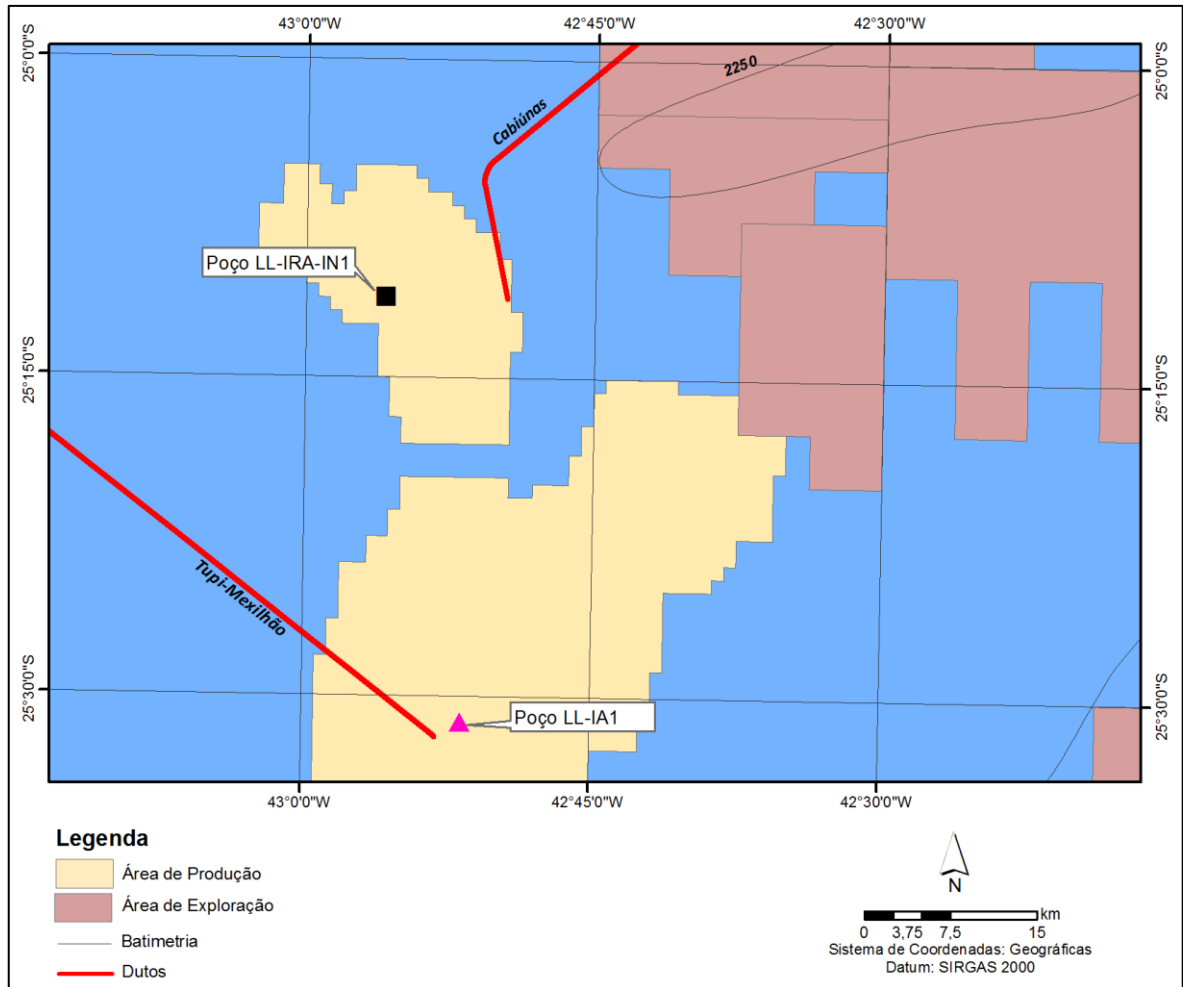 43°0'0"W 42°45'0"W 42°30'0"W
25°0'0"S
25°0'0"S
2250
Cabiúnas
Poço LL-IRA-IN1
25°15'0"S
25°15'0"S
Tupi-Mexilhão
25°30'0"S
25°30'0"S
Poço LL-IA1
43°0'0"W 42°45'0"W 42°30'0"W
Legenda
Área de Produção
Área de Exploração
Batimetria
Dutos
N
km
0 3,75 7,5 15
Sistema de Coordenadas: Geográficas
Datum: SIRGAS 2000